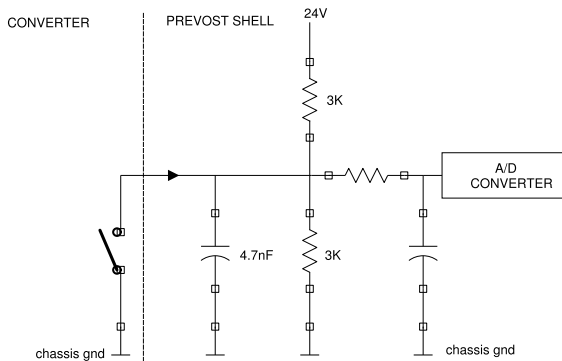 CONVERTER
PREVOST SHELL
24V
3K
A/D
CONVERTER
4.7nF
3K
chassis gnd
chassis gnd